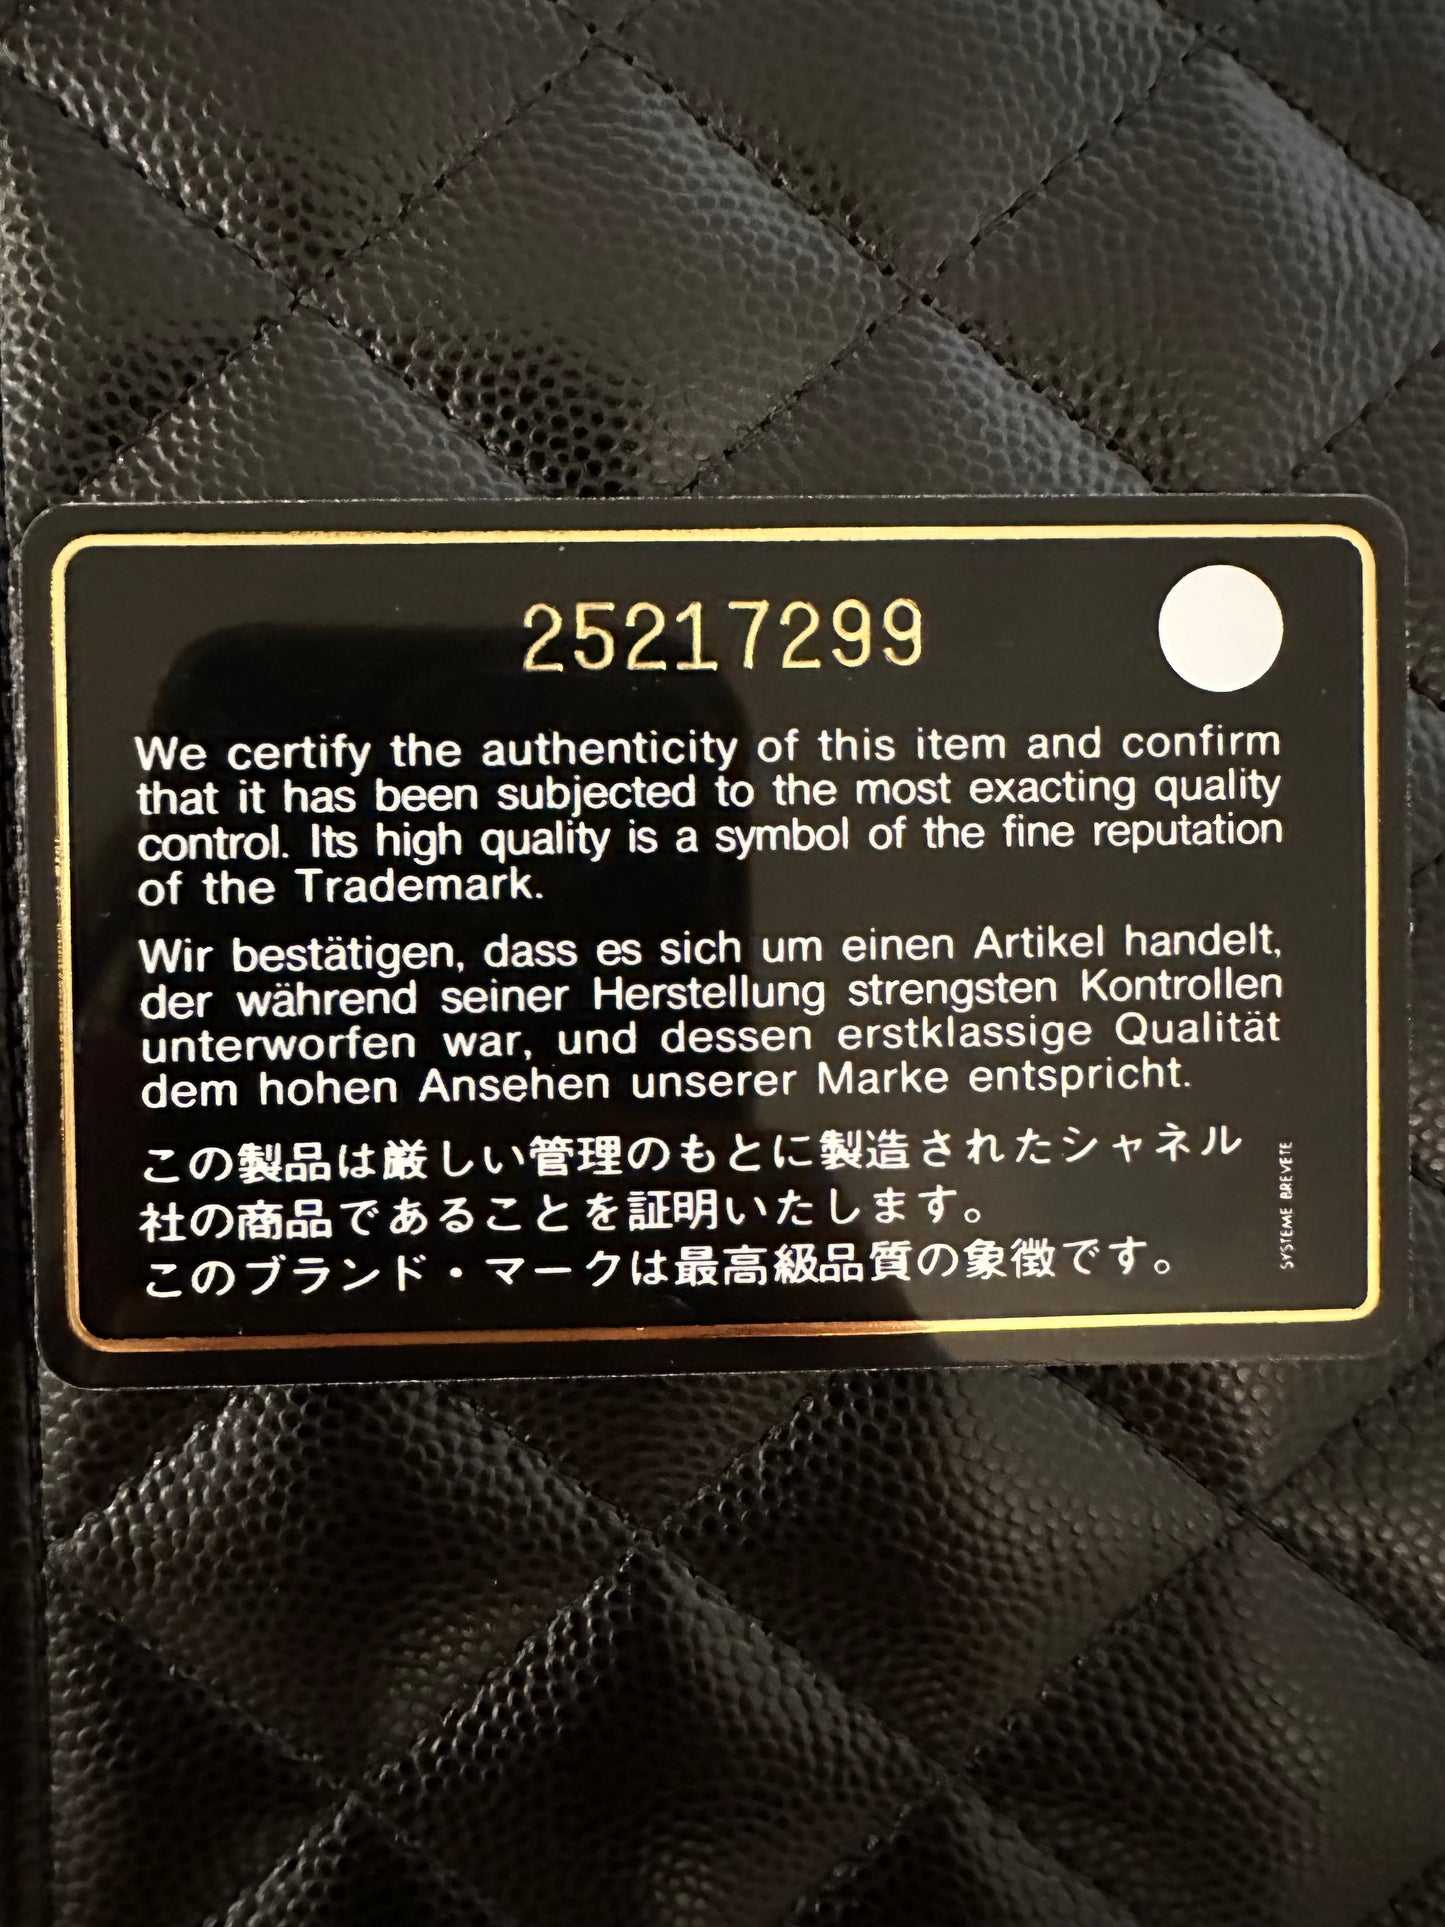 25217299
We certify the authenticity of this item and confirm
that it has been subjected to the most exacting quality
control. Its high quality is a symbol of the fine reputation
of the Trademark.
Wir bestätigen, dass es sich um einen Artikel handelt,
der während seiner Herstellung strengsten Kontrollen
unterworfen war, und dessen erstklassige Qualität
dem hohen Ansehen unserer Marke entspricht.
この製品は厳しい管理のもとに製造されたシャネル
社の商品であることを証明いたします。
このブランド・マークは最高級品質の象徴です。
SYSTEME BREVETE